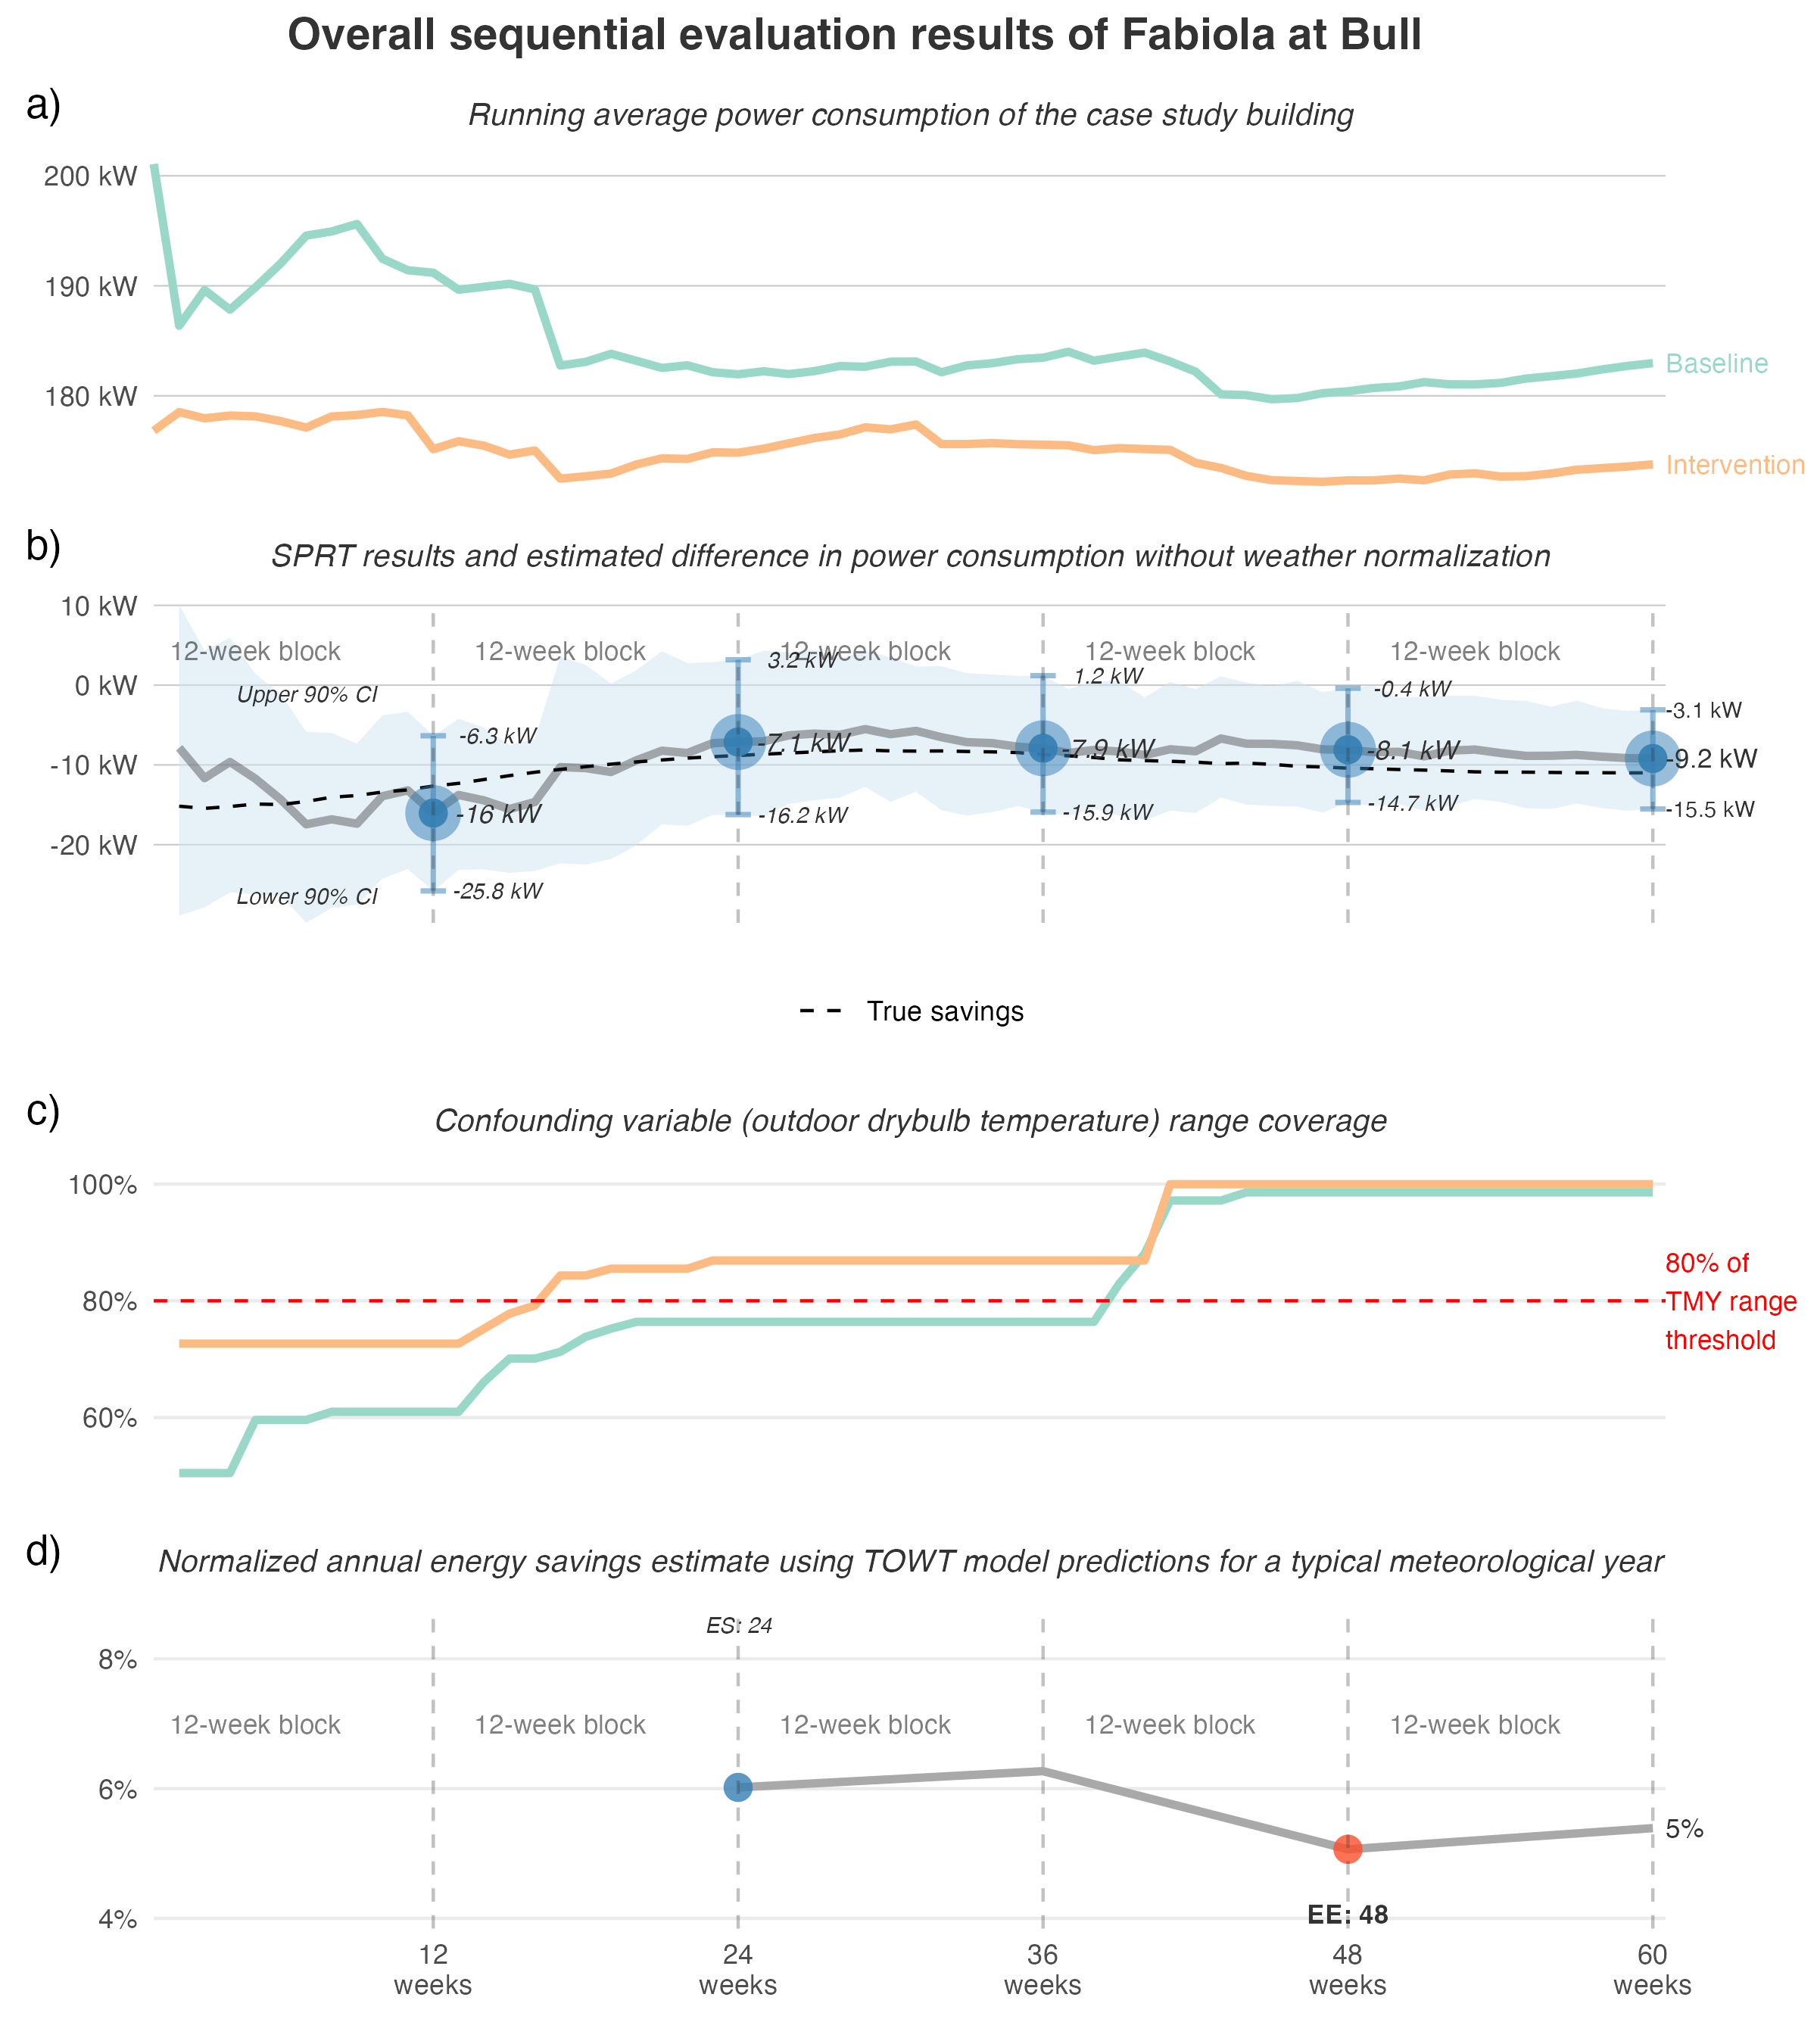 Overall sequential evaluation results of Fabiola at Bull
a)
Running average power consumption of the case study building
200 kW
190 kW
180 kW
Baseline
Intervention
b)
SPRT results and estimated difference in power consumption without weather normalization
10 kW
0 kW
-10 kW
-20 kW
12-week block
12-week block
12-week block
12-week block
12-week block
Upper 90% CI
Lower 90% CI
-6.3 kW
-16 kW
-25.8 kW
3.2 kW
-7.1 kW
-16.2 kW
1.2 kW
-7.9 kW
-15.9 kW
-0.4 kW
-8.1 kW
-14.7 kW
-3.1 kW
-9.2 kW
-15.5 kW
True savings
c)
Confounding variable (outdoor drybulb temperature) range coverage
100%
80%
60%
80% of
TMY range
threshold
d)
Normalized annual energy savings estimate using TOWT model predictions for a typical meteorological year
ES: 24
8%
6%
4%
12-week block
12-week block
12-week block
12-week block
12-week block
5%
EE: 48
12
weeks
24
weeks
36
weeks
48
weeks
60
weeks